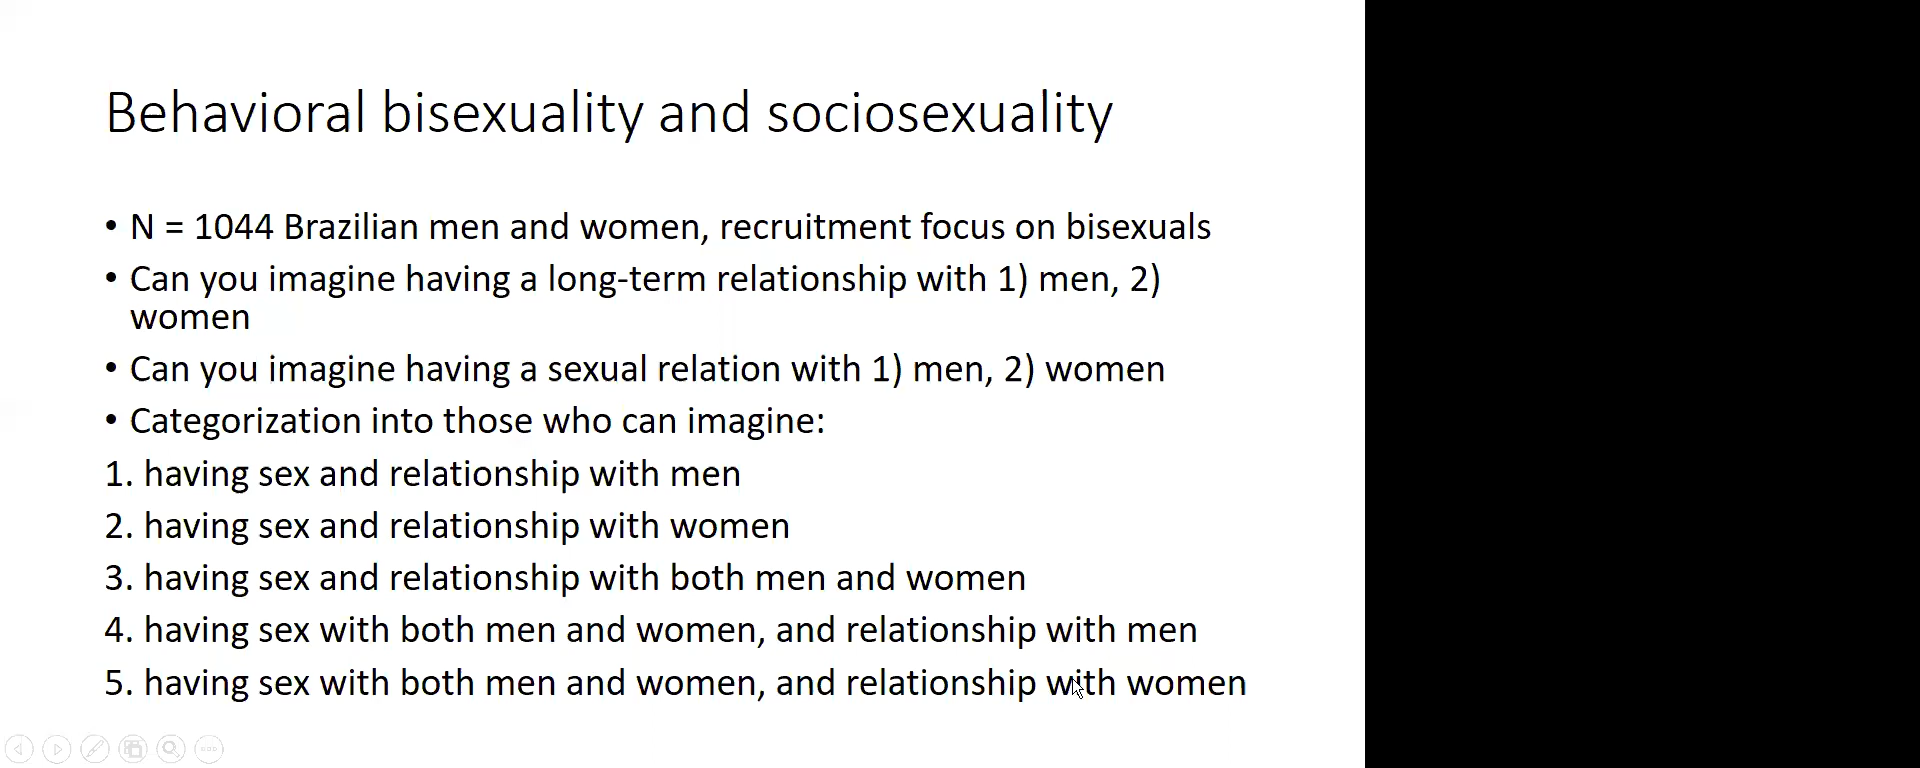 Behavioral bisexuality and sociosexuality
• N = 1044 Brazilian men and women, recruitment focus on bisexuals
• Can you imagine having a long-term relationship with 1) men, 2)
women
• Can you imagine having a sexual relation with 1) men, 2) women
• Categorization into those who can imagine:
1. having sex and relationship with men
2. having sex and relationship with women
3. having sex and relationship with both men and women
4. having sex with both men and women, and relationship with men
5. having sex with both men and women, and relationship with women